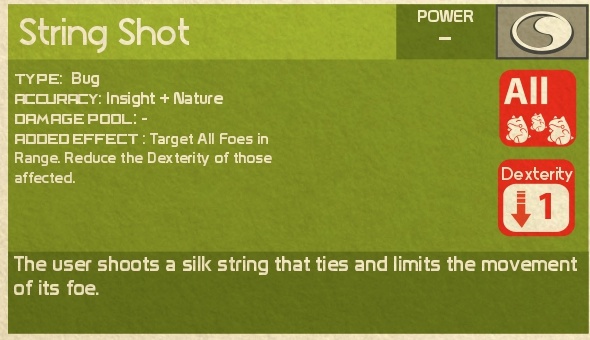 String Shot
POWER
–
TYPE: Bug
ACCURACY: Insight + Nature
DAMAGE POOL: -
ADDED EFFECT : Target All Foes in
Range. Reduce the Dexterity of those
affected.
All
Dexterity
1
The user shoots a silk string that ties and limits the movement
of its foe.